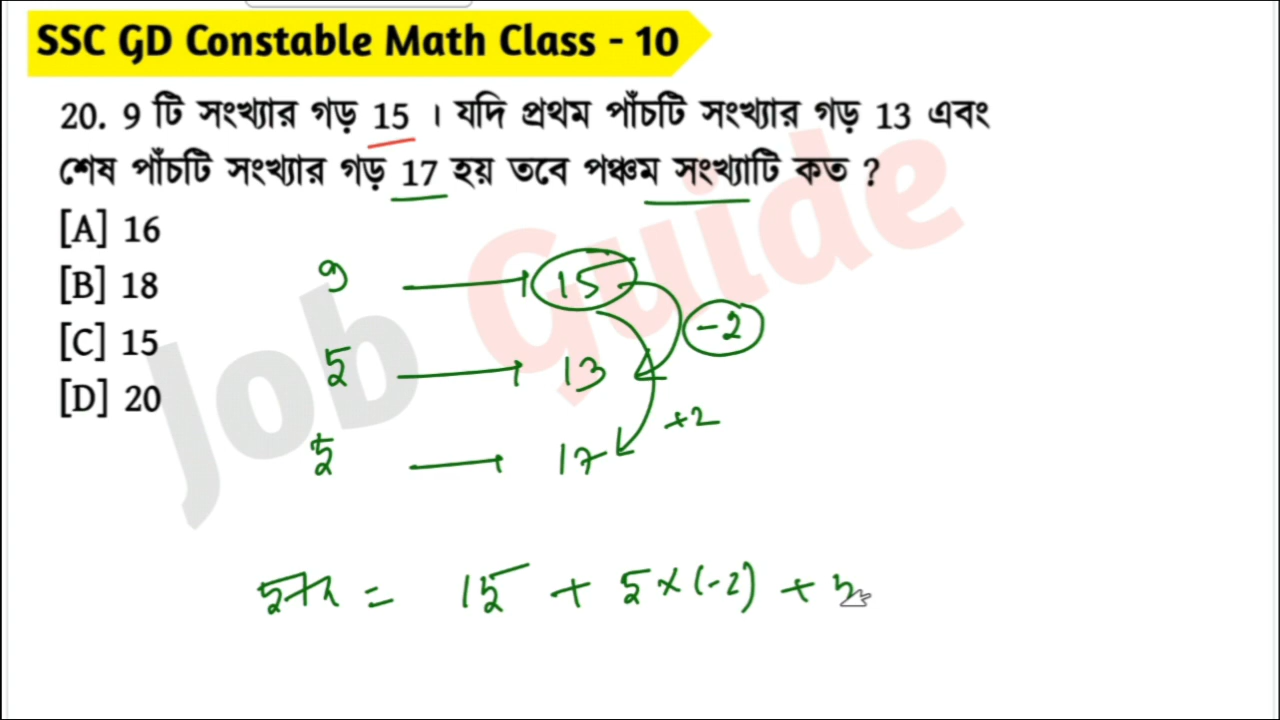 SSC GD Constable Math Class - 10
20. 9 টি সংখ্যার গড় 15 । যদি প্রথম পাঁচটি সংখ্যার গড় 13 এবং
শেষ পাঁচটি সংখ্যার গড় 17 হয় তবে পঞ্চম সংখ্যাটি কত ?
[A] 16
[B] 18
[C] 15
[D] 20
Job Guide
9 15
-2
5 13
+2
5 17
5th = 15 + 5 × (-2) +